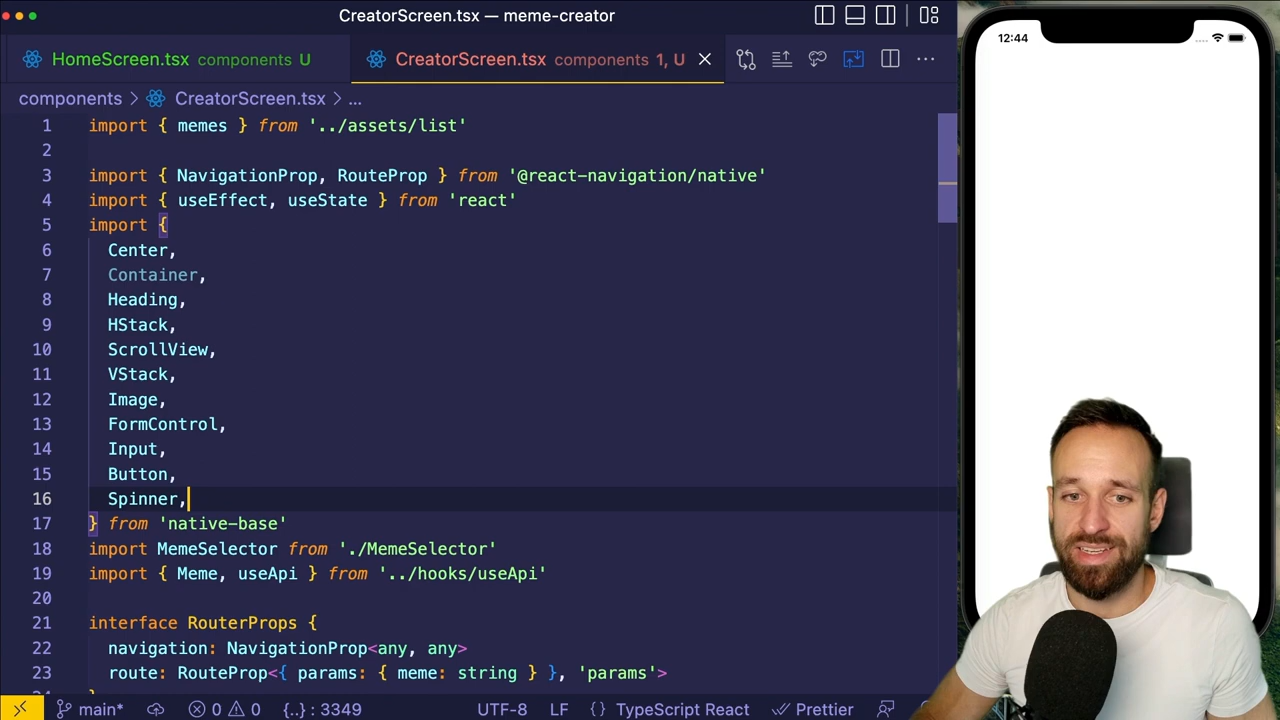 CreatorScreen.tsx — meme-creator
HomeScreen.tsx components U
CreatorScreen.tsx components 1, U
components > CreatorScreen.tsx > ...
1 import { memes } from '../assets/list'
2
3 import { NavigationProp, RouteProp } from '@react-navigation/native'
4 import { useEffect, useState } from 'react'
5 import {
6 Center,
7 Container,
8 Heading,
9 HStack,
10 ScrollView,
11 VStack,
12 Image,
13 FormControl,
14 Input,
15 Button,
16 Spinner,
17 } from 'native-base'
18 import MemeSelector from './MemeSelector'
19 import { Meme, useApi } from '../hooks/useApi'
20
21 interface RouterProps {
22 navigation: NavigationProp<any, any>
23 route: RouteProp<{ params: { meme: string } }, 'params'>
main* 0 0 {..} : 3349 UTF-8 LF {} TypeScript React Prettier
12:44